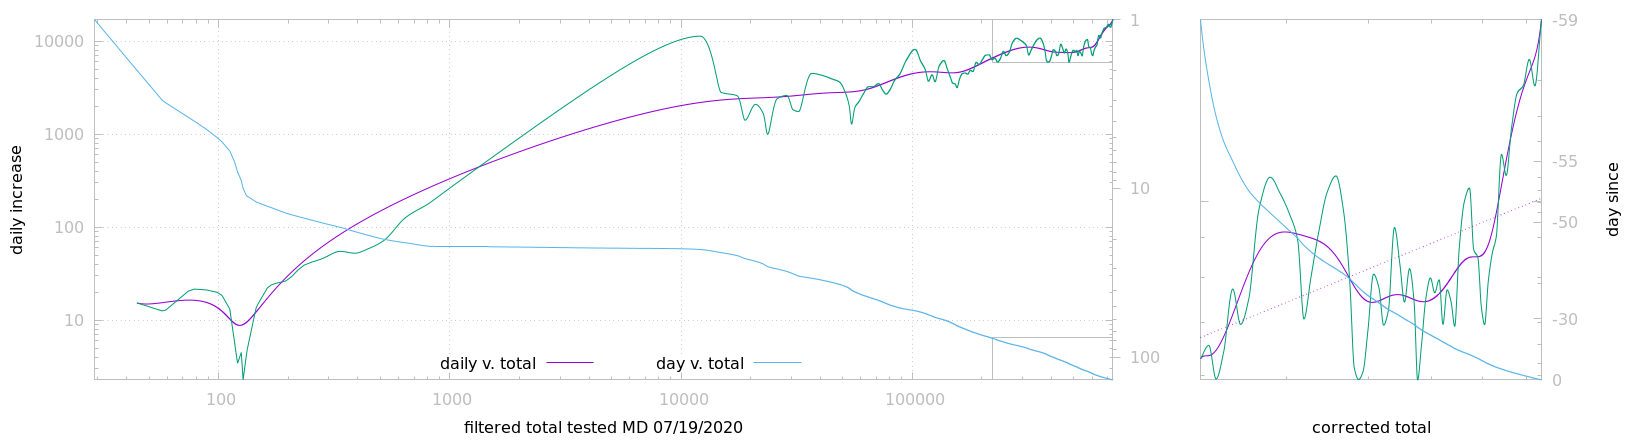 10000
1000
100
10
daily increase
100
1000
10000
100000
filtered total tested MD 07/19/2020
daily v. total
day v. total
1
10
100
-59
-55
-50
-30
0
day since
corrected total